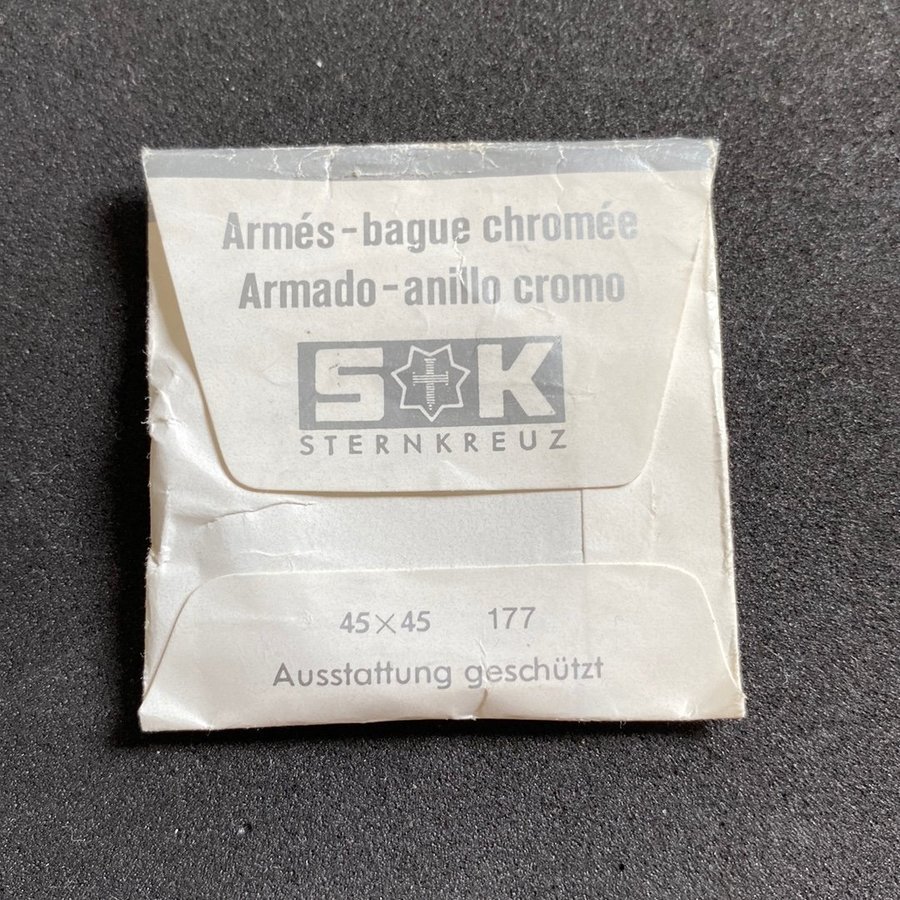 Armés-bague chromée
Armado-anillo cromo
S K
STERNKREUZ
45×45 177
Ausstattung geschützt